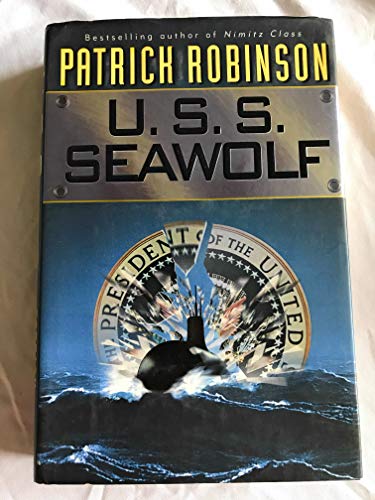 Bestselling author of Nimitz Class
PATRICK ROBINSON
U.S.S.
SEAWOLF
PRESIDENT OF THE UNITED